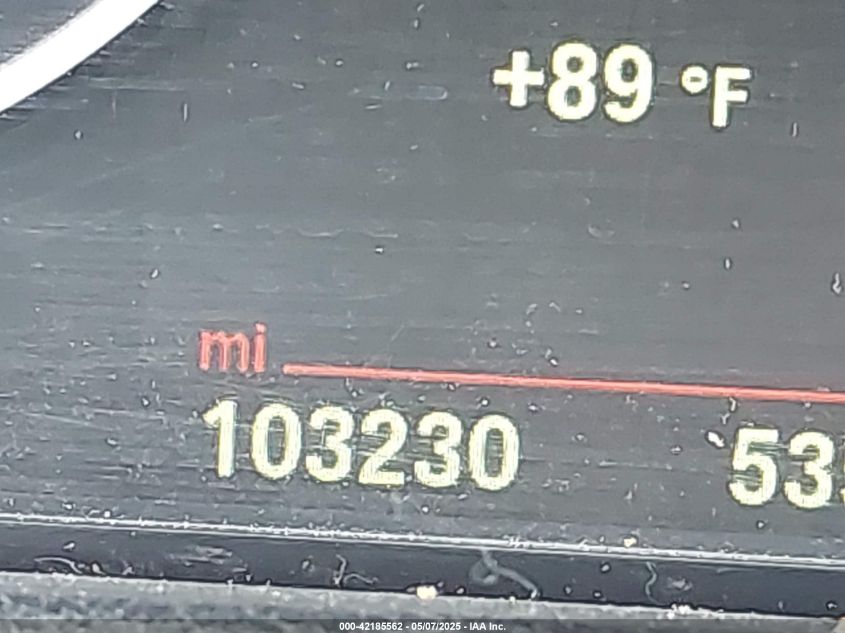 +89 °F
mi
103230
000-42185562 - 05/07/2025 - IAA Inc.